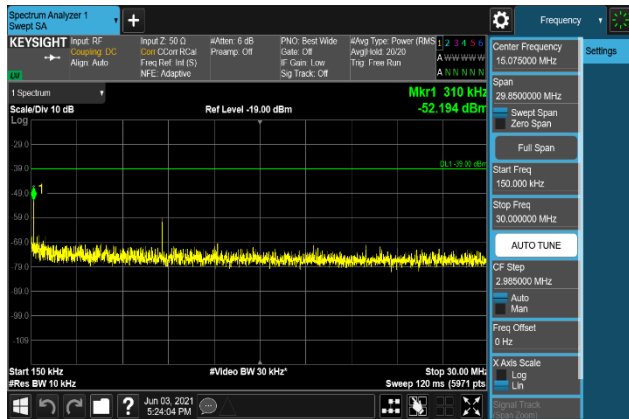 Spectrum Analyzer 1
Swept SA
Frequency
KEYSIGHT
Input: RF
Coupling: DC
Align: Auto
Input Z: 50 Ω
Corr CCorr RCal
Freq Ref: Int (S)
NFE: Adaptive
#Atten: 6 dB
Preamp: Off
PNO: Best Wide
Gate: Off
IF Gain: Low
Sig Track: Off
#Avg Type: Power (RMS
Avg|Hold: 20/20
Trig: Free Run
1 2 3 4 5 6
A W W W W W
A N N N N N
LXI
1 Spectrum
Scale/Div 10 dB
Log
Ref Level -19.00 dBm
Mkr1 310 kHz
-52.194 dBm
-29.0
-39.0
DL1 -39.00 dBm
-49.0
1
-59.0
-69.0
-79.0
-89.0
-99.0
-109
Start 150 kHz
#Res BW 10 kHz
#Video BW 30 kHz*
Stop 30.00 MHz
Sweep 120 ms (5971 pts
Jun 03, 2021
5:24:04 PM
Center Frequency
15.075000 MHz
Settings
Span
29.8500000 MHz
Swept Span
Zero Span
Full Span
Start Freq
150.000 kHz
Stop Freq
30.000000 MHz
AUTO TUNE
CF Step
2.985000 MHz
Auto
Man
Freq Offset
0 Hz
X Axis Scale
Log
Lin
Signal Track
(Span Zoom)